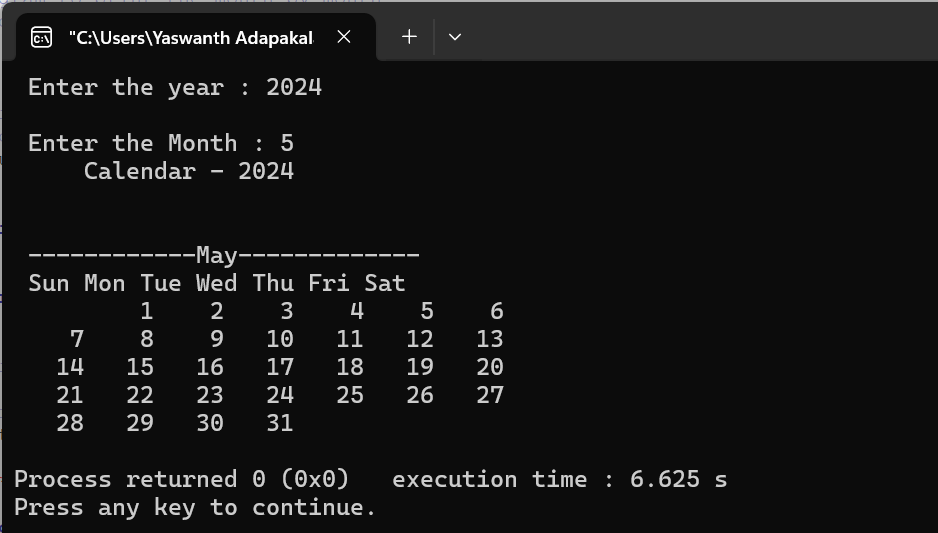 "C:\Users\Yaswanth Adapakal
Enter the year : 2024
Enter the Month : 5
Calendar - 2024
------------May-------------
Sun Mon Tue Wed Thu Fri Sat
1 2 3 4 5 6
7 8 9 10 11 12 13
14 15 16 17 18 19 20
21 22 23 24 25 26 27
28 29 30 31
Process returned 0 (0x0) execution time : 6.625 s
Press any key to continue.